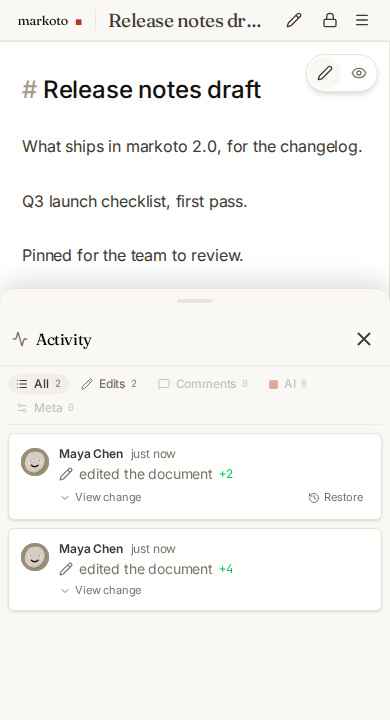 markoto
Release notes dr...
# Release notes draft
What ships in markoto 2.0, for the changelog.
Q3 launch checklist, first pass.
Pinned for the team to review.
Activity
All 2 Edits 2 Comments 0 AI 0
Meta 0
Maya Chen just now
edited the document +2
View change Restore
Maya Chen just now
edited the document +4
View change